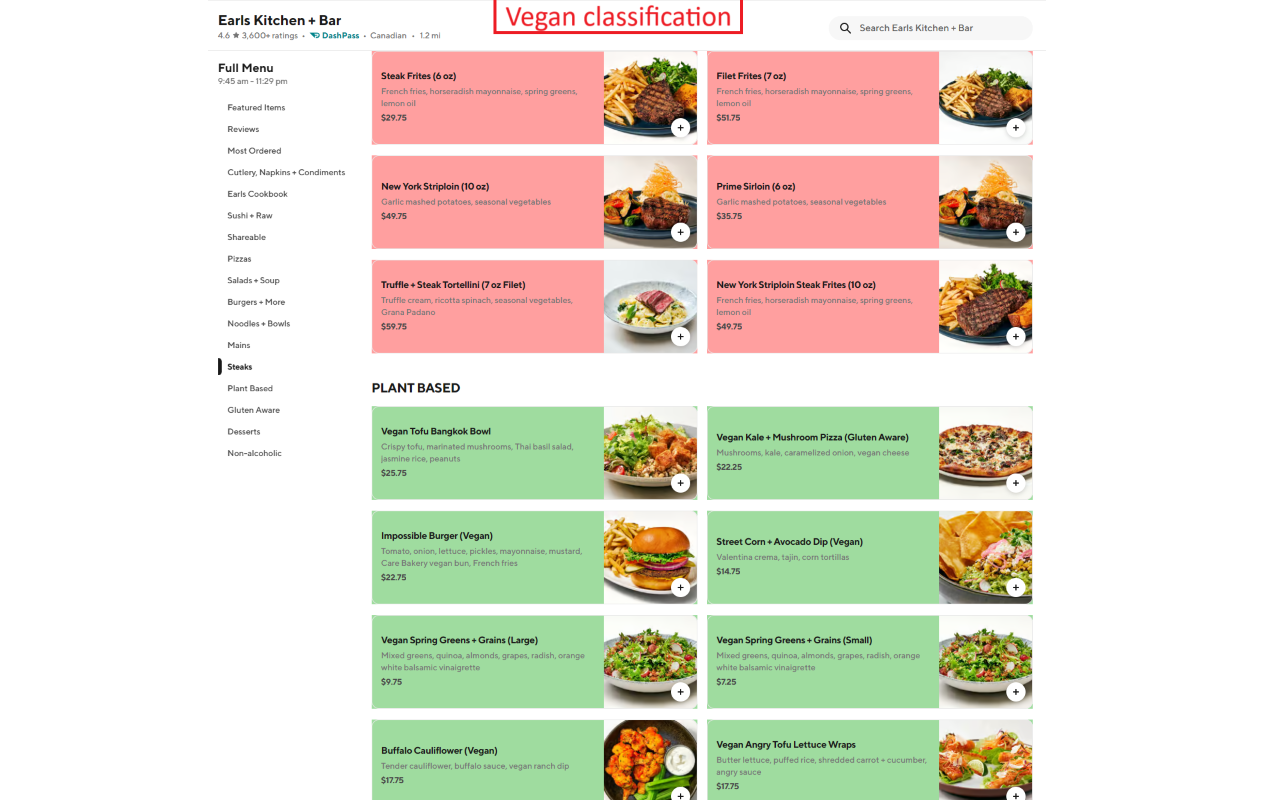 Vegan classification
Earls Kitchen + Bar
4.6 ★ 3,600+ ratings • DashPass • Canadian • 1.2 mi
Search Earls Kitchen + Bar
Full Menu
9:45 am - 11:29 pm
Featured Items
Reviews
Most Ordered
Cutlery, Napkins + Condiments
Earls Cookbook
Sushi + Raw
Shareable
Pizzas
Salads + Soup
Burgers + More
Noodles + Bowls
Mains
Steaks
Plant Based
Gluten Aware
Desserts
Non-alcoholic
Steak Frites (6 oz)
French fries, horseradish mayonnaise, spring greens,
lemon oil
$29.75
Filet Frites (7 oz)
French fries, horseradish mayonnaise, spring greens,
lemon oil
$51.75
New York Striploin (10 oz)
Garlic mashed potatoes, seasonal vegetables
$49.75
Prime Sirloin (6 oz)
Garlic mashed potatoes, seasonal vegetables
$35.75
Truffle + Steak Tortellini (7 oz Filet)
Truffle cream, ricotta spinach, seasonal vegetables,
Grana Padano
$59.75
New York Striploin Steak Frites (10 oz)
French fries, horseradish mayonnaise, spring greens,
lemon oil
$49.75
PLANT BASED
Vegan Tofu Bangkok Bowl
Crispy tofu, marinated mushrooms, Thai basil salad,
jasmine rice, peanuts
$25.75
Vegan Kale + Mushroom Pizza (Gluten Aware)
Mushrooms, kale, caramelized onion, vegan cheese
$22.25
Impossible Burger (Vegan)
Tomato, onion, lettuce, pickles, mayonnaise, mustard,
Care Bakery vegan bun, French fries
$22.75
Street Corn + Avocado Dip (Vegan)
Valentina crema, tajin, corn tortillas
$14.75
Vegan Spring Greens + Grains (Large)
Mixed greens, quinoa, almonds, grapes, radish, orange
white balsamic vinaigrette
$9.75
Vegan Spring Greens + Grains (Small)
Mixed greens, quinoa, almonds, grapes, radish, orange
white balsamic vinaigrette
$7.25
Buffalo Cauliflower (Vegan)
Tender cauliflower, buffalo sauce, vegan ranch dip
$17.75
Vegan Angry Tofu Lettuce Wraps
Butter lettuce, puffed rice, shredded carrot + cucumber,
angry sauce
$17.75